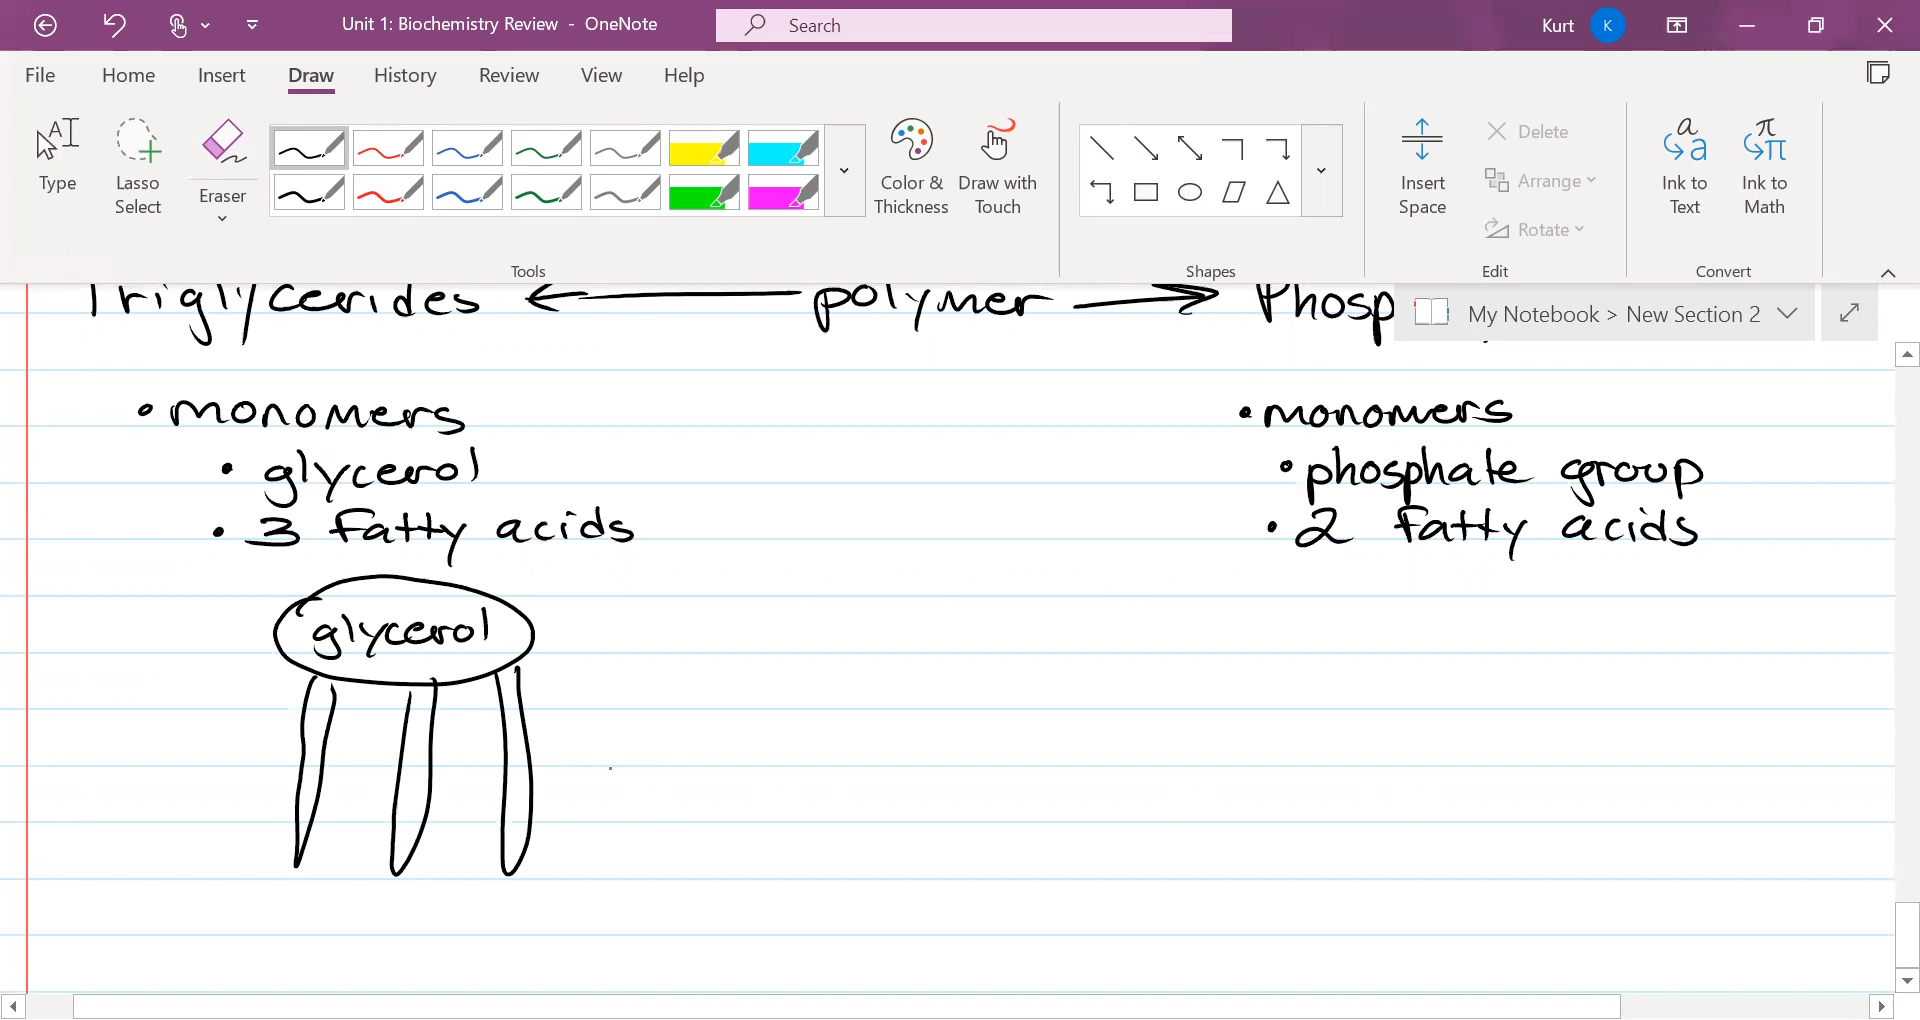 Unit 1: Biochemistry Review - OneNote
Search
Kurt
K
File Home Insert Draw History Review View Help
Type
Lasso Select
Eraser
Color & Thickness
Draw with Touch
Insert Space
Delete
Arrange
Rotate
Ink to Text
Ink to Math
Tools
Shapes
Edit
Convert
My Notebook > New Section 2
Triglycerides ← polymer →
• monomers
• glycerol
• 3 fatty acids
glycerol
• monomers
• phosphate group
• 2 fatty acids